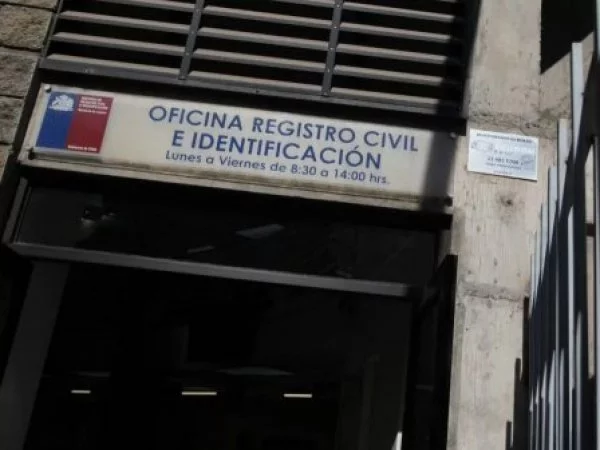 OFICINA REGISTRO CIVIL
E IDENTIFICACIÓN
Lunes a Viernes de 8:30 a 14:00 hrs.